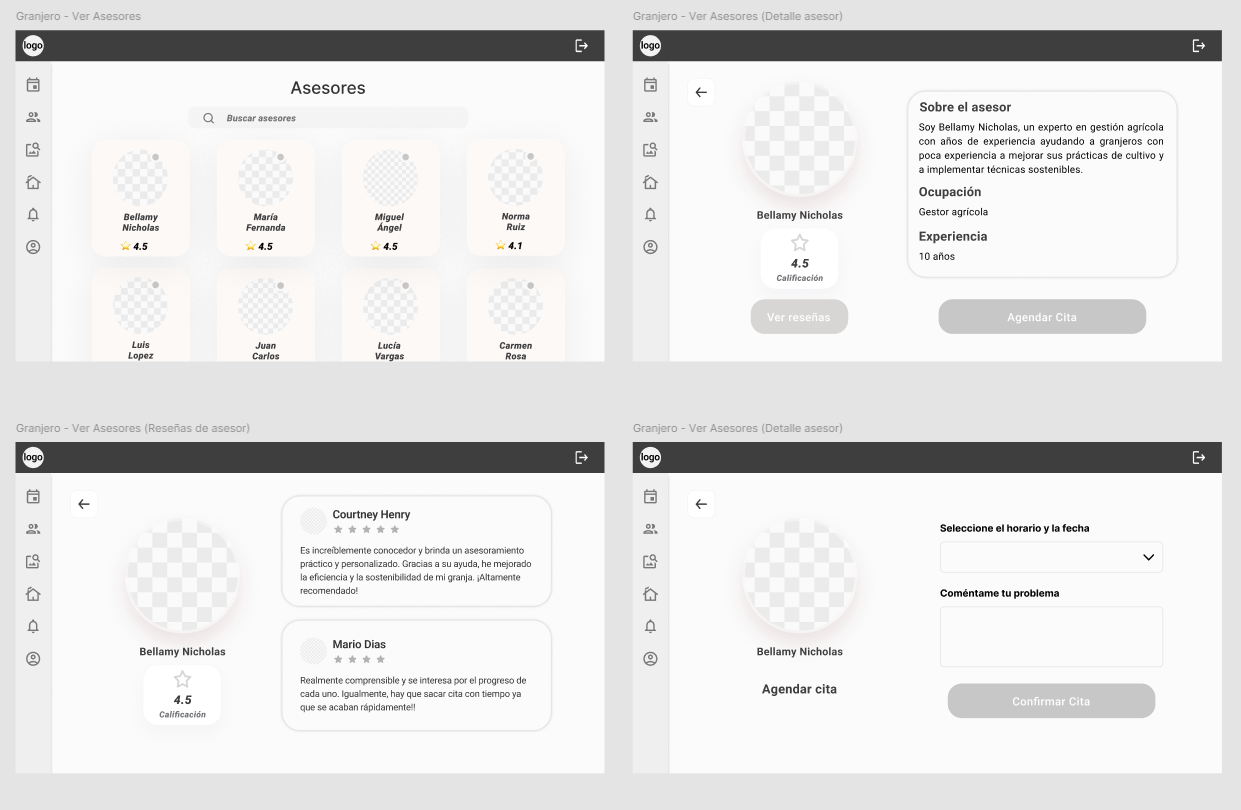 Granjero - Ver Asesores
logo
Asesores
Buscar asesores
Bellamy
Nicholas
4.5
María
Fernanda
4.5
Miguel
Ángel
4.5
Norma
Ruiz
4.1
Luis
Lopez
Juan
Carlos
Lucía
Vargas
Carmen
Rosa
Granjero - Ver Asesores (Detalle asesor)
logo
Bellamy Nicholas
4.5
Calificación
Ver reseñas
Sobre el asesor
Soy Bellamy Nicholas, un experto en gestión agrícola
con años de experiencia ayudando a granjeros con
poca experiencia a mejorar sus prácticas de cultivo y
a implementar técnicas sostenibles.
Ocupación
Gestor agrícola
Experiencia
10 años
Agendar Cita
Granjero - Ver Asesores (Reseñas de asesor)
logo
Bellamy Nicholas
4.5
Calificación
Courtney Henry
Es increíblemente conocedor y brinda un asesoramiento
práctico y personalizado. Gracias a su ayuda, he mejorado
la eficiencia y la sostenibilidad de mi granja. ¡Altamente
recomendado!
Mario Dias
Realmente comprensible y se interesa por el progreso de
cada uno. Igualmente, hay que sacar cita con tiempo ya
que se acaban rápidamente!!
Granjero - Ver Asesores (Detalle asesor)
logo
Bellamy Nicholas
Agendar cita
Seleccione el horario y la fecha
Coméntame tu problema
Confirmar Cita